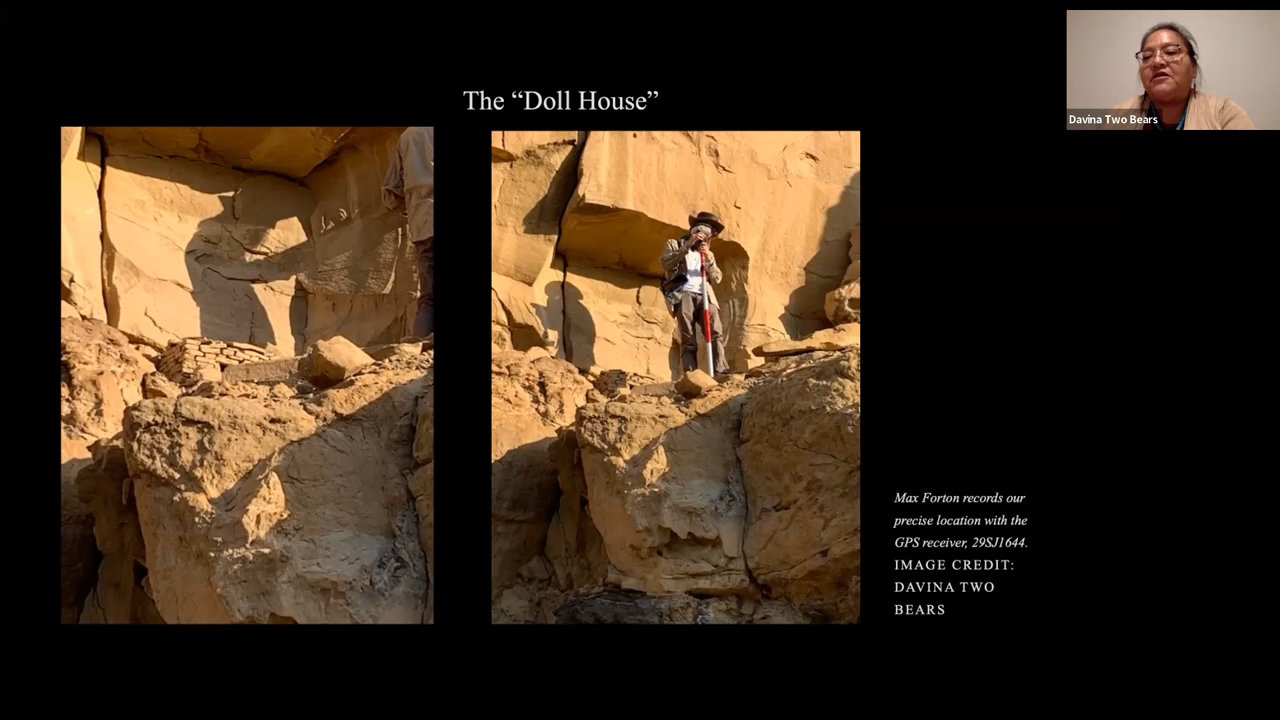 The “Doll House”
Davina Two Bears
Max Forton records our
precise location with the
GPS receiver, 29SJ1644.
IMAGE CREDIT:
DAVINA TWO
BEARS